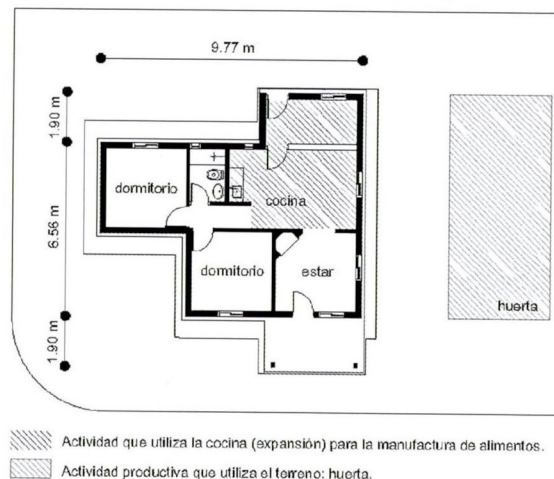 9.77 m
1.90 m
6.56 m
1.90 m
dormitorio
cocina
dormitorio
estar
huerta
Actividad que utiliza la cocina (expansión) para la manufactura de alimentos.
Actividad productiva que utiliza el terreno: huerta.